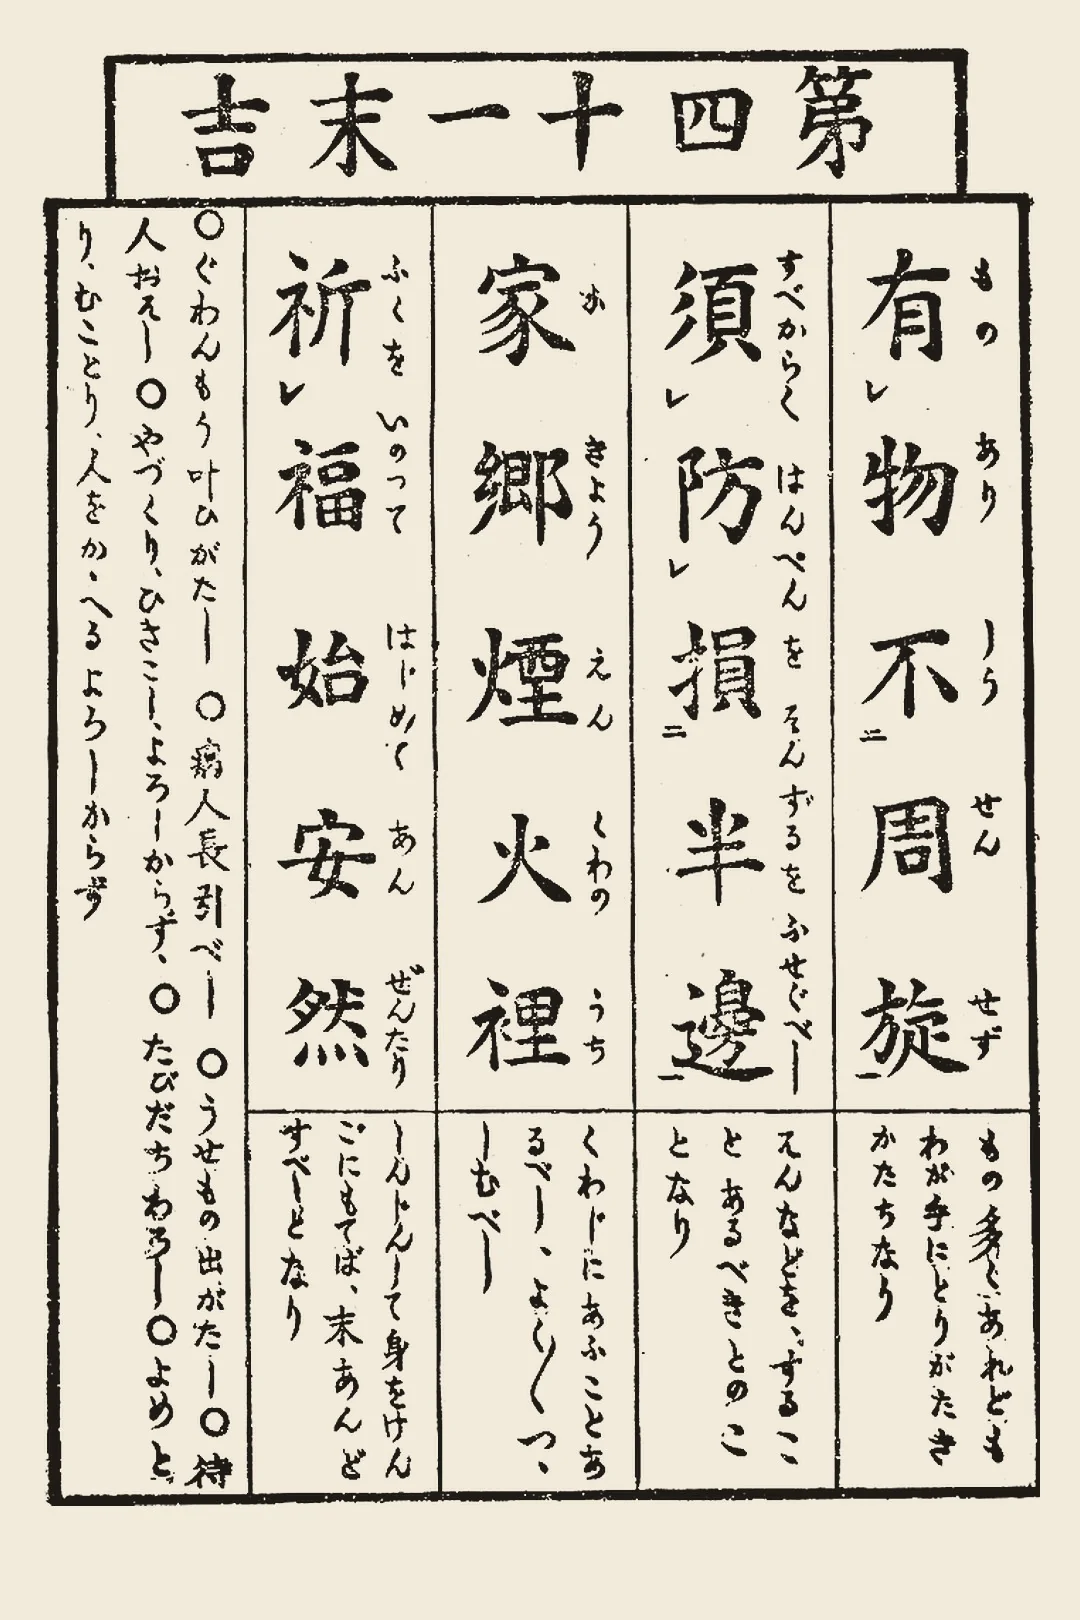 第四十一末吉
ものありしうせんせず
有レ物不二周旋一
すべからくはんぺんをそんずるをふせぐべし
須レ防レ損二半邊一
かきようえんくわのうち
家郷煙火裡
ふくをいのつてはじめてあんぜんたり
祈レ福始安然
もの多くあれども
わが手にとりがたき
かたちなり
えんなどを、するこ
とあるべきとのこ
となり
くわじにあふことあ
るべし、よく〳〵つゝ
しむべし
しんじんして身をけん
ごにもてば、末あんど
すべしとなり
○ぐわんもう叶ひがたし ○病人長引べし ○うせもの出がたし○待
人おそし○やづくり、ひきこし、よろしからず、○たびだちわろし○よめと
り、むことり、人をかゝへるよろしからず